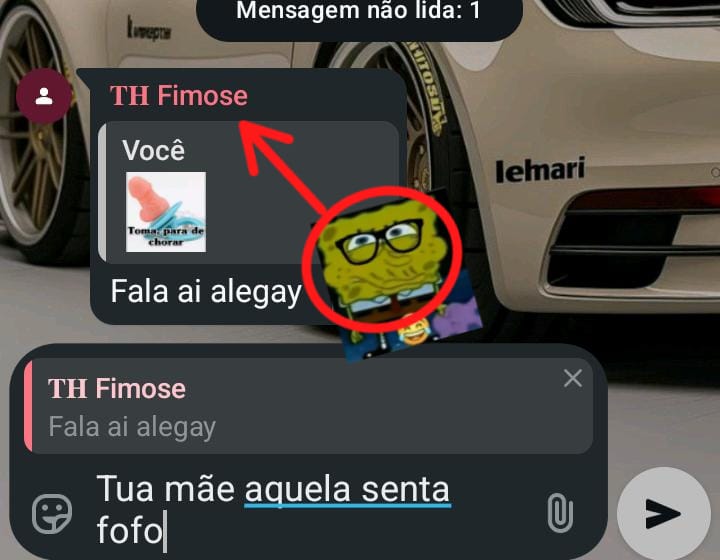 Mensagem não lida: 1
TH Fimose
Você
Toma, para de
chorar
Fala ai alegay
lemari
TH Fimose
Fala ai alegay
Tua mãe aquela senta
fofo